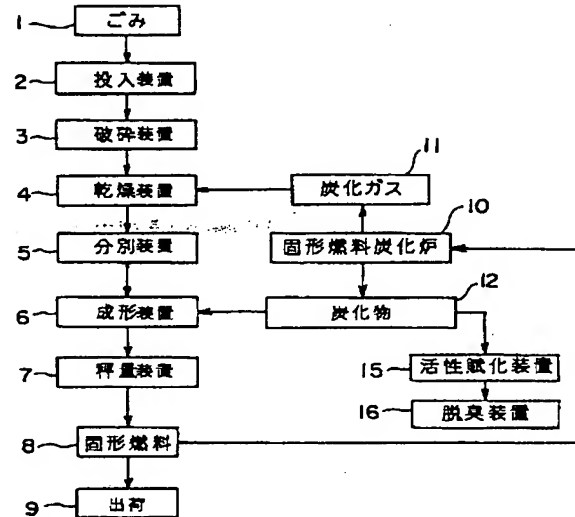 1 ごみ
2 投入装置
3 破砕装置
11
4 乾燥装置 炭化ガス
10
5 分別装置 固形燃料炭化炉
12
6 成形装置 炭化物
7 秤量装置 15 活性賦化装置
16 脱臭装置
8 固形燃料
9 出荷